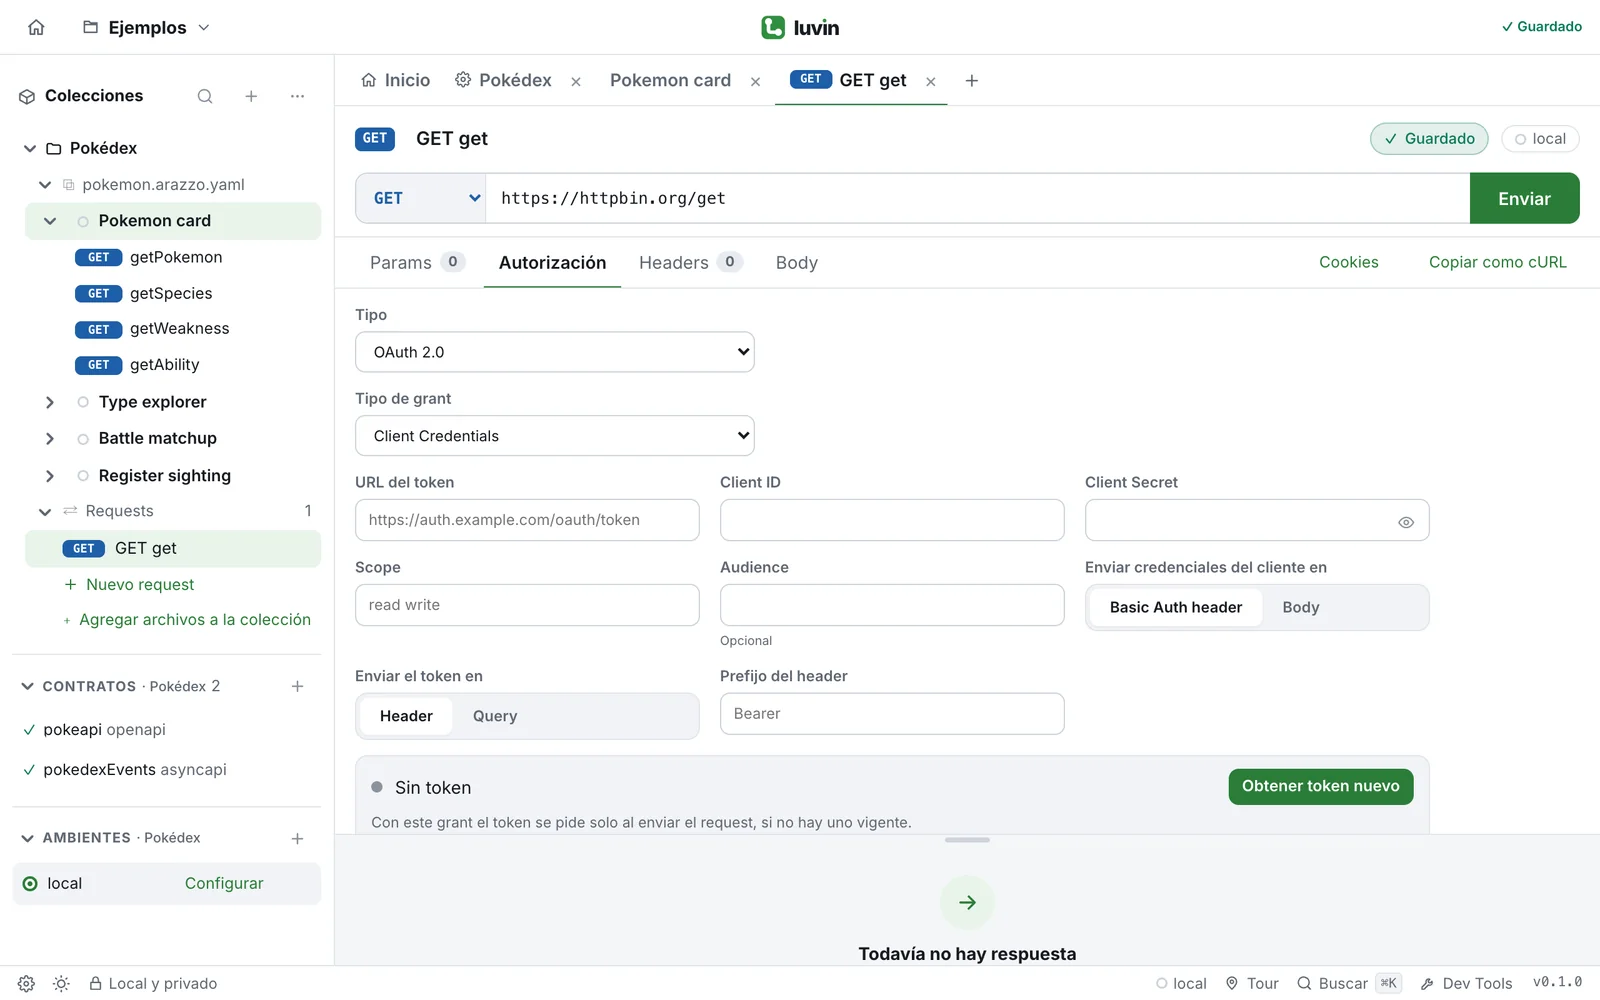 Ejemplos
luvin
Guardado
Colecciones
Inicio
Pokédex
Pokemon card
GET GET get
Pokédex
pokemon.arazzo.yaml
Pokemon card
GET getPokemon
GET getSpecies
GET getWeakness
GET getAbility
Type explorer
Battle matchup
Register sighting
Requests 1
GET GET get
+ Nuevo request
+ Agregar archivos a la colección
CONTRATOS · Pokédex 2
pokeapi openapi
pokedexEvents asyncapi
AMBIENTES · Pokédex
local Configurar
GET GET get
Guardado
local
GET https://httpbin.org/get Enviar
Params 0 Autorización Headers 0 Body Cookies Copiar como cURL
Tipo
OAuth 2.0
Tipo de grant
Client Credentials
URL del token Client ID Client Secret
https://auth.example.com/oauth/token
Scope Audience Enviar credenciales del cliente en
read write Basic Auth header Body
Opcional
Enviar el token en Prefijo del header
Header Query Bearer
Sin token Obtener token nuevo
Con este grant el token se pide solo al enviar el request, si no hay uno vigente.
Todavía no hay respuesta
Local y privado local Tour Buscar ⌘K Dev Tools v0.1.0